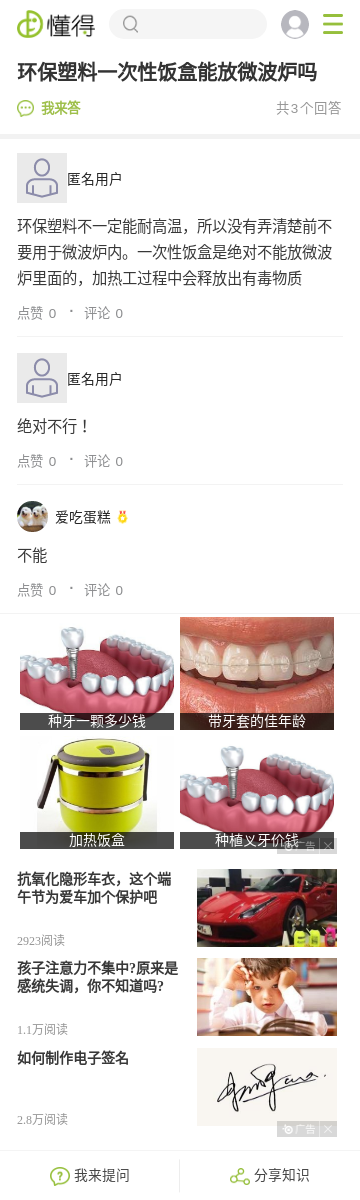 懂得
环保塑料一次性饭盒能放微波炉吗
我来答
共3个回答
匿名用户
环保塑料不一定能耐高温，所以没有弄清楚前不
要用于微波炉内。一次性饭盒是绝对不能放微波
炉里面的，加热工过程中会释放出有毒物质
点赞 0 · 评论 0
匿名用户
绝对不行！
点赞 0 · 评论 0
爱吃蛋糕
不能
点赞 0 · 评论 0
种牙一颗多少钱
带牙套的佳年龄
加热饭盒
种植义牙价钱
广告
抗氧化隐形车衣，这个端
午节为爱车加个保护吧
2923阅读
孩子注意力不集中?原来是
感统失调，你不知道吗?
1.1万阅读
如何制作电子签名
2.8万阅读
广告
我来提问
分享知识